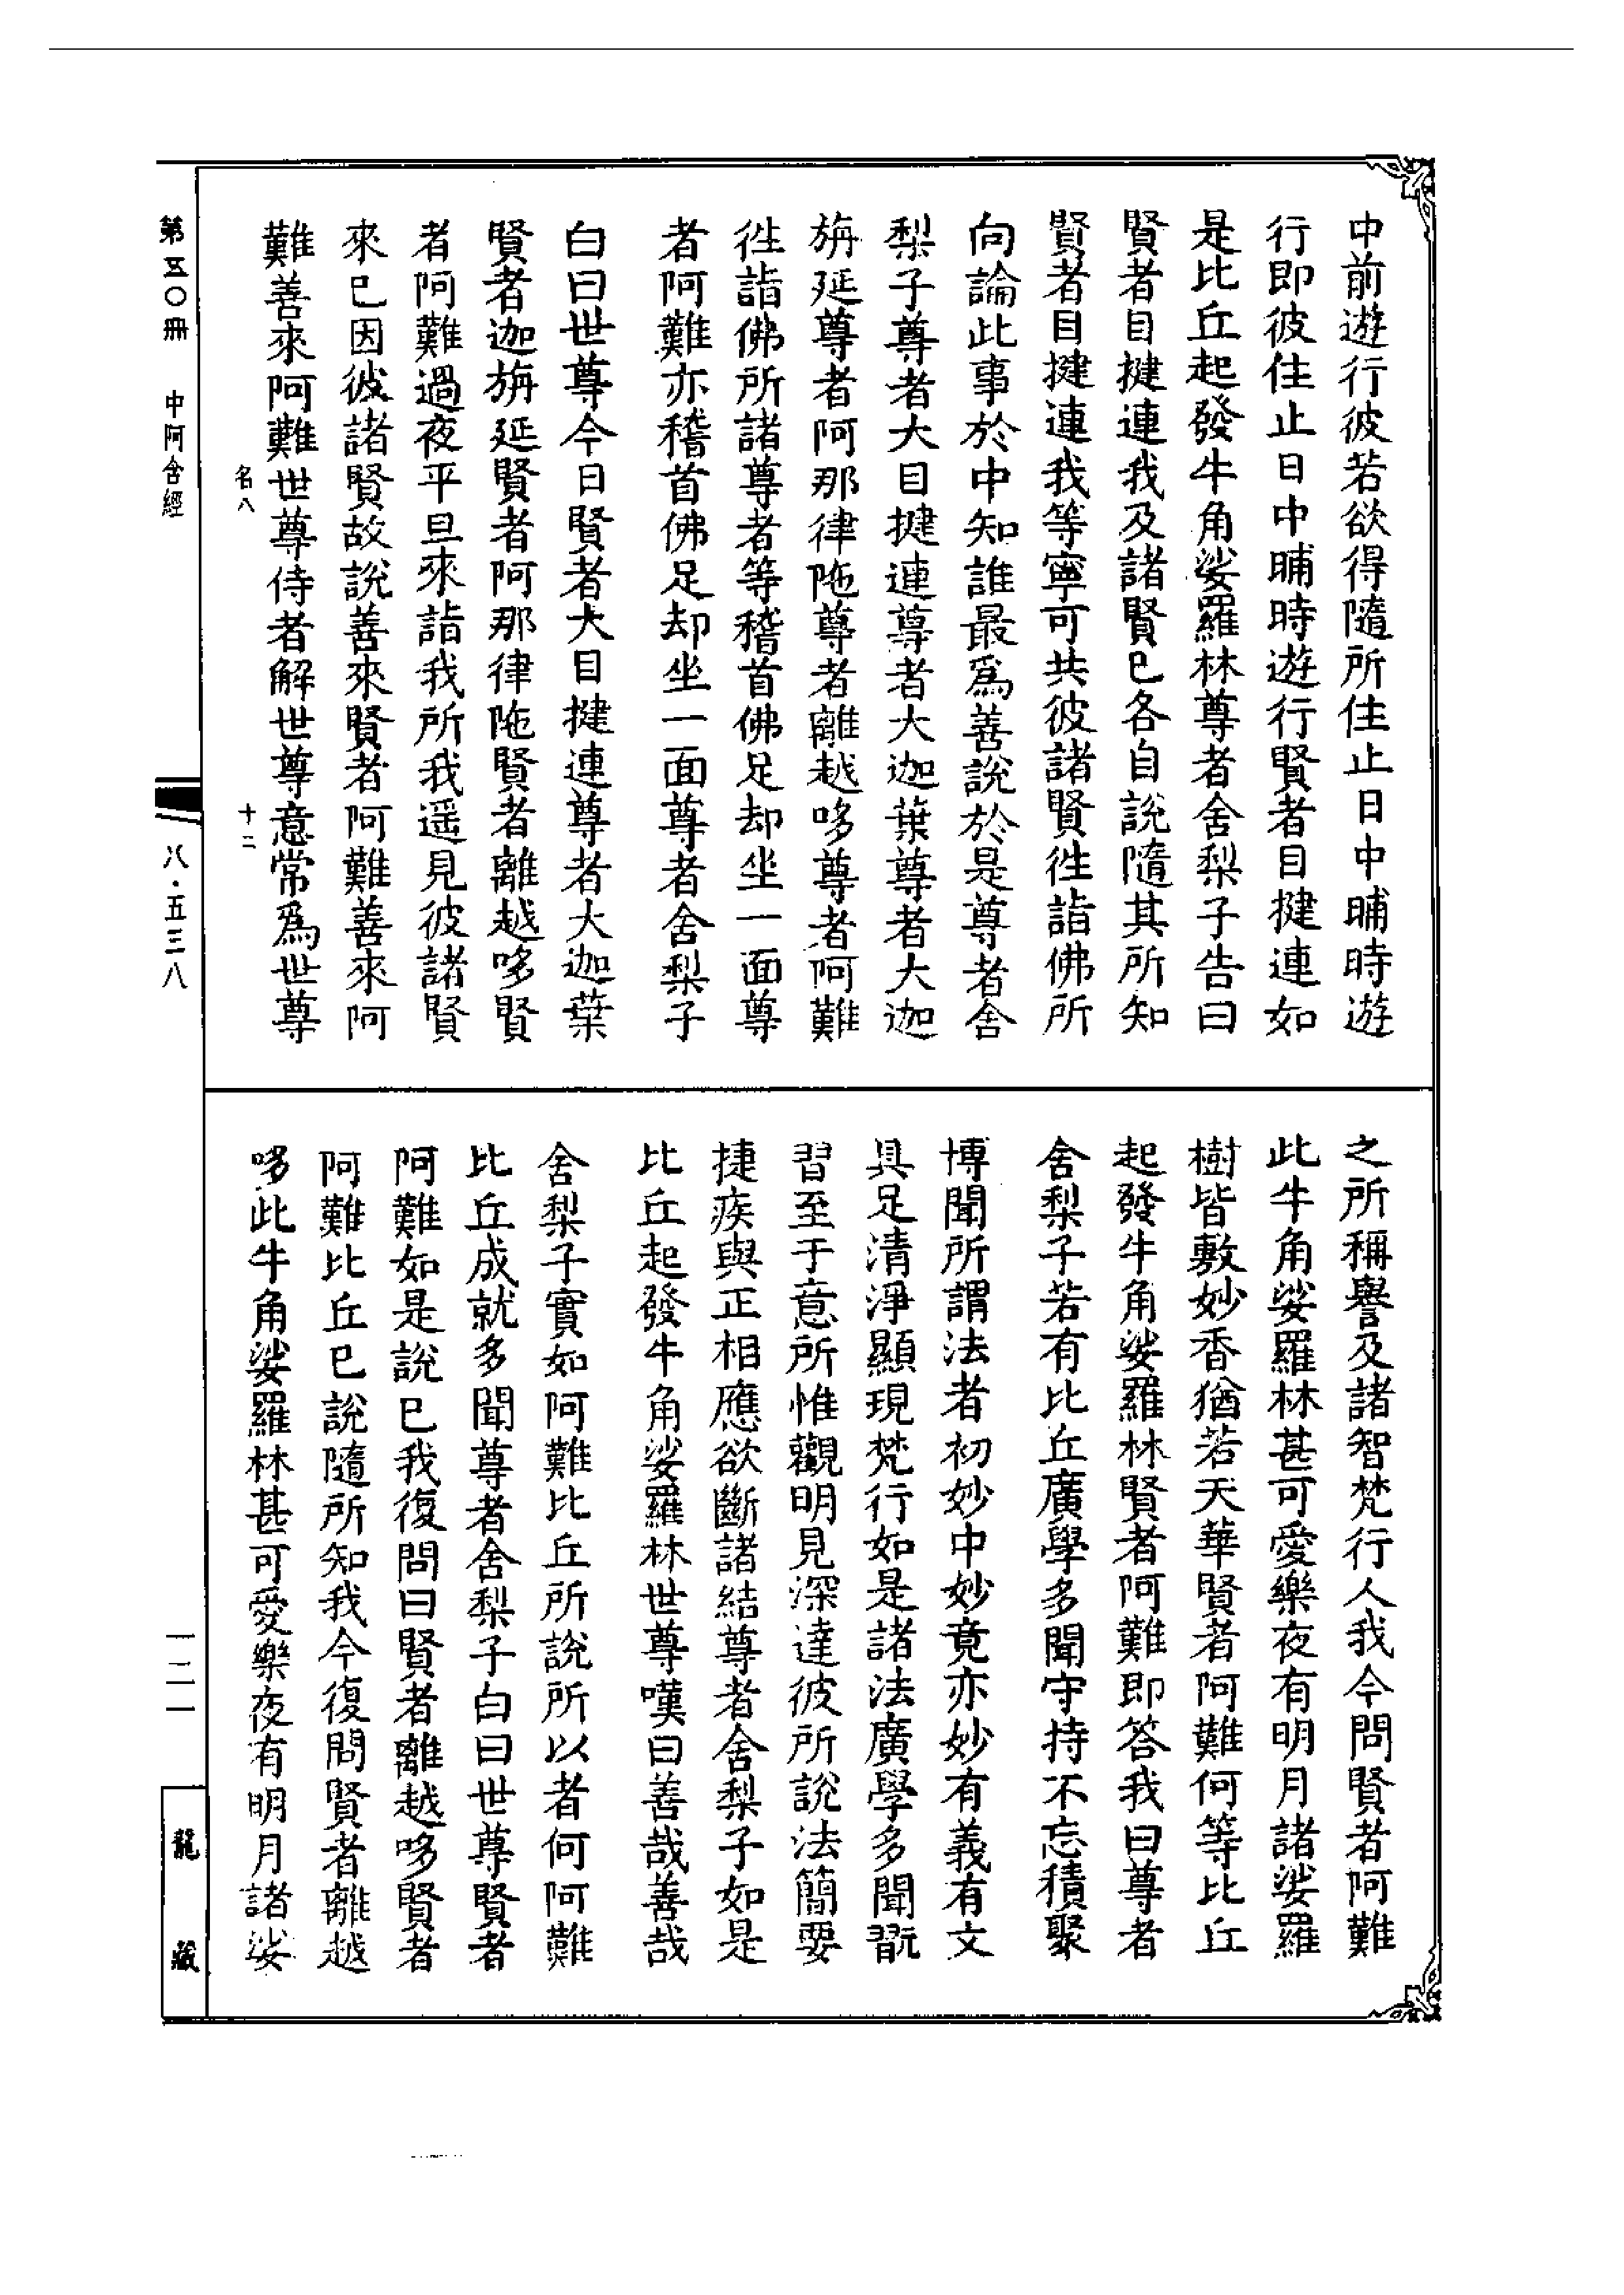 中前遊行彼若欲得隨所住止日中晡時遊
行即彼住止日中晡時遊行賢者目揵連如
是比丘起發牛角娑羅林尊者舍梨子告曰
賢者目揵連我及諸賢已各自說隨其所知
賢者目揵連我等寧可共彼諸賢徃詣佛所
向論此事於中知誰最爲善說於是尊者舍
梨子尊者大目揵連尊者大迦葉尊者大迦
旃延尊者阿那律陁尊者離越哆尊者阿難
徃詣佛所諸尊者等稽首佛足却坐一面尊
者阿難亦稽首佛足却坐一面尊者舍梨子
白曰世尊今日賢者大目揵連尊者大迦葉
賢者迦旃延賢者阿那律陁賢者離越哆賢
者阿難過夜平旦來詣我所我遥見彼諸賢
來已因彼諸賢故說善來賢者阿難善來阿
難善來阿難世尊侍者解世尊意常爲世尊
之所稱譽及諸智梵行人我今問賢者阿難
此牛角娑羅林甚可愛樂夜有明月諸娑羅
樹皆敷妙香猶若天華賢者阿難何等比丘
起發牛角娑羅林賢者阿難即答我曰尊者
舍梨子若有比丘廣學多聞守持不忘積聚
博聞所謂法者初妙中妙竟亦妙有義有文
具足清淨顯現梵行如是諸法廣學多聞翫
習至于意所惟觀明見深達彼所說法簡要
捷疾與正相應欲斷諸結尊者舍梨子如是
比丘起發牛角娑羅林世尊嘆曰善哉善哉
舍梨子實如阿難比丘所說所以者何阿難
比丘成就多聞尊者舍梨子白曰世尊賢者
阿難如是說已我復問曰賢者離越哆賢者
阿難比丘已說隨所知我今復問賢者離越
哆此牛角娑羅林甚可愛樂夜有明月諸娑
名八 十二
第五〇冊 中阿含經 八·五三八 一二一 龍藏